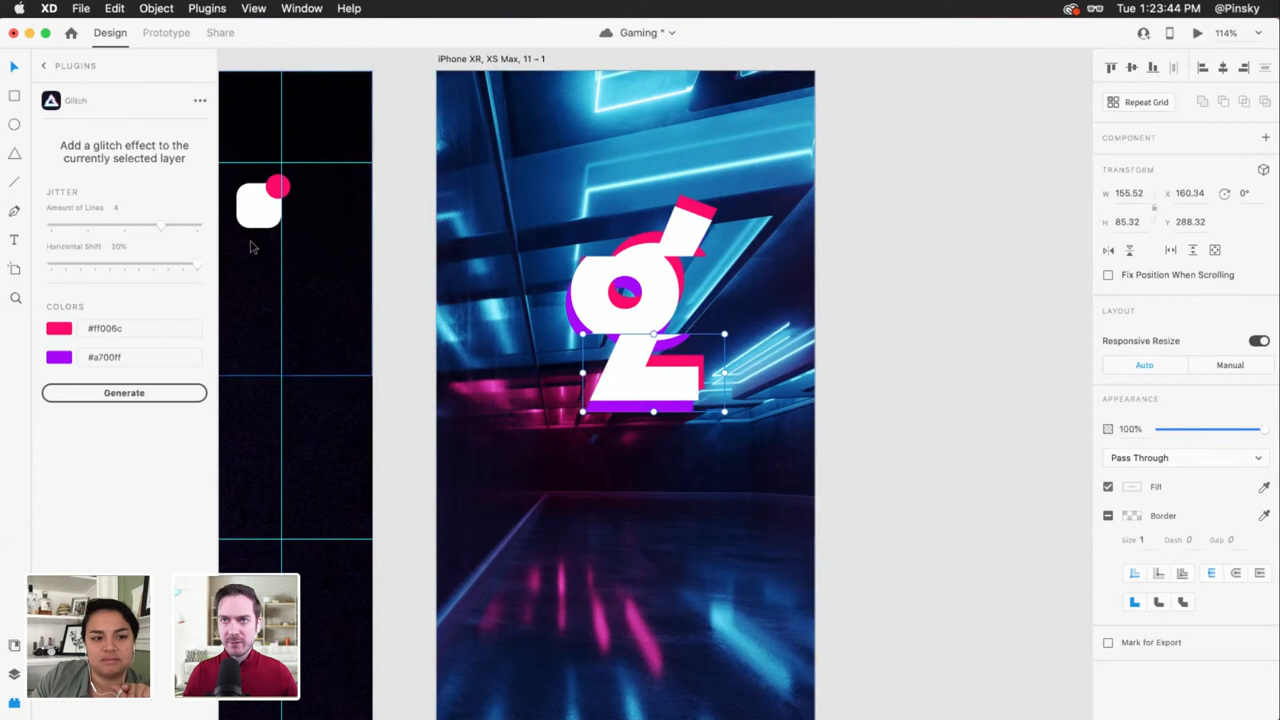 XD File Edit Object Plugins View Window Help
Tue 1:23:44 PM @Pinsky
Design Prototype Share
Gaming *
114%
PLUGINS
Glitch
Add a glitch effect to the
currently selected layer
JITTER
Amount of Lines 4
Horizontal Shift 20%
COLORS
#ff006c
#a700ff
Generate
iPhone XR, XS Max, 11 – 1
Repeat Grid
COMPONENT
TRANSFORM
W 155.52 X 160.34 0°
H 85.32 Y 288.32
Fix Position When Scrolling
LAYOUT
Responsive Resize
Auto Manual
APPEARANCE
100%
Pass Through
Fill
Border
Size 1 Dash 0 Gap 0
Mark for Export